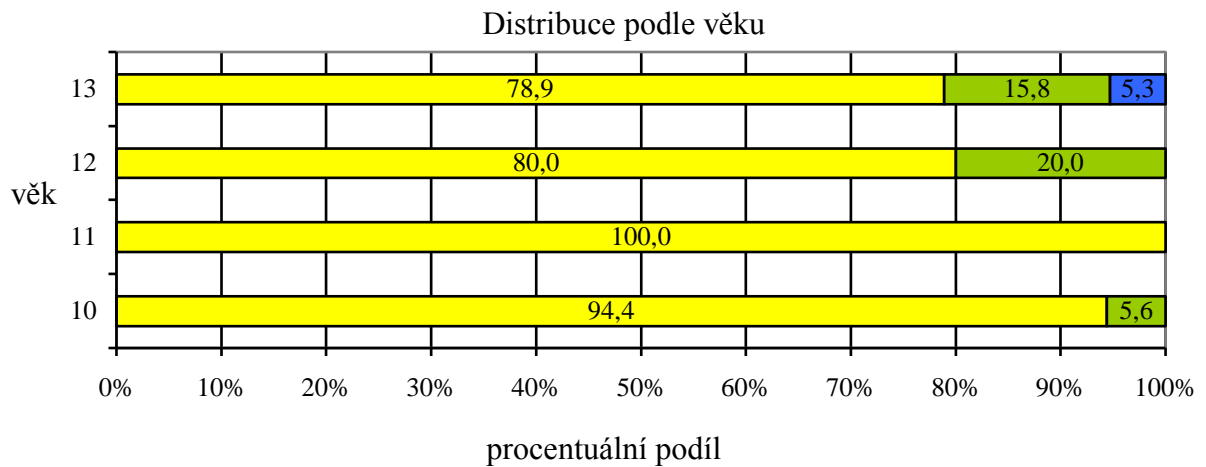 Distribuce podle věku
13
78,9 15,8 5,3
12
80,0 20,0
věk
11
100,0
10
94,4 5,6
0% 10% 20% 30% 40% 50% 60% 70% 80% 90% 100%
procentuální podíl